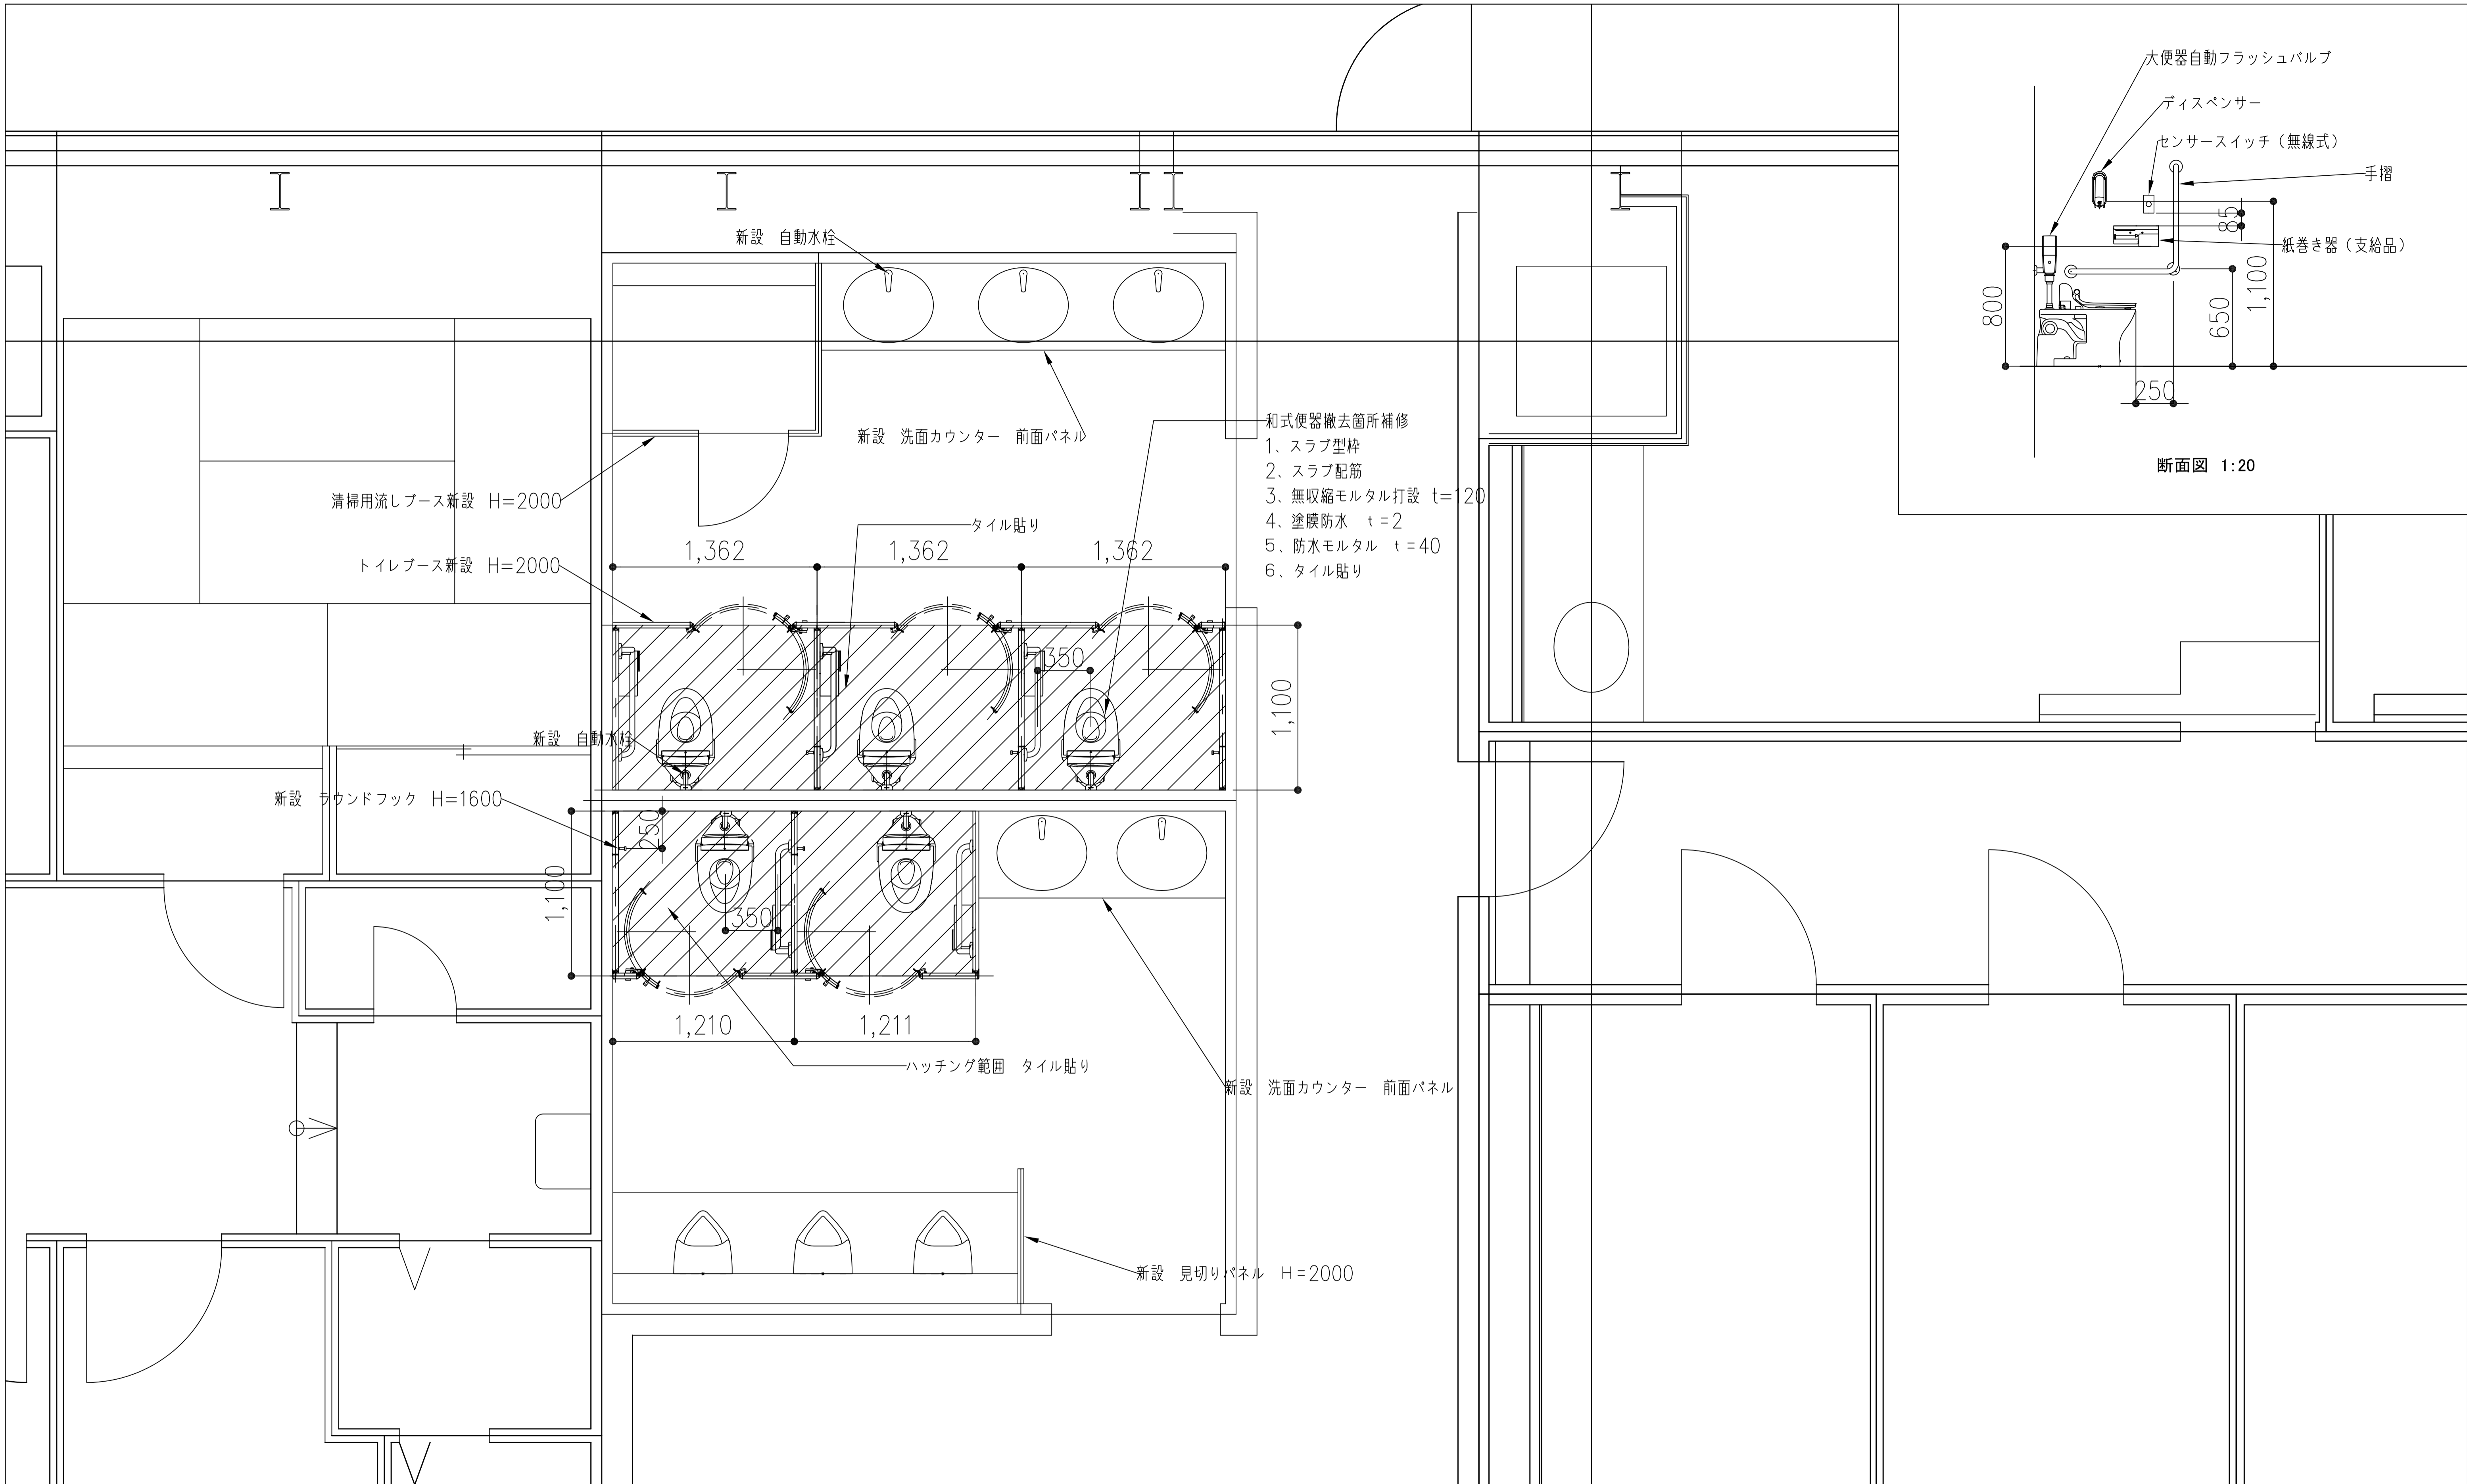 大便器自動フラッシュバルブ
ディスペンサー
センサースイッチ（無線式）
手摺
85
紙巻き器（支給品）
800
650
1,100
250
断面図 1:20
新設　自動水栓
新設　洗面カウンター　前面パネル
和式便器撤去箇所補修
1、スラブ型枠
2、スラブ配筋
3、無収縮モルタル打設 t=120
4、塗膜防水　t=2
5、防水モルタル　t=40
6、タイル貼り
清掃用流しブース新設　H=2000
タイル貼り
トイレブース新設　H=2000
1,362
1,362
1,362
350
1,100
新設　自動水栓
新設　ラウンドフック　H=1600
250
1,100
350
1,210
1,211
ハッチング範囲　タイル貼り
新設　洗面カウンター　前面パネル
新設　見切りパネル　H=2000